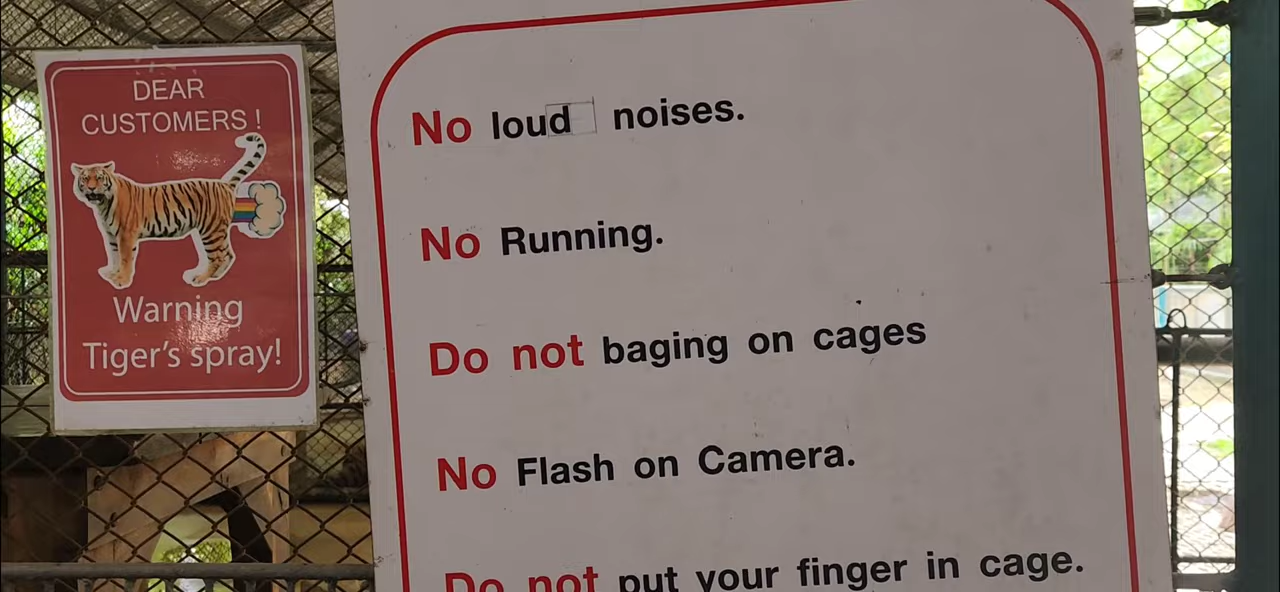 DEAR
CUSTOMERS !
Warning
Tiger's spray!
No loud noises.
No Running.
Do not baging on cages
No Flash on Camera.
Do not put your finger in cage.